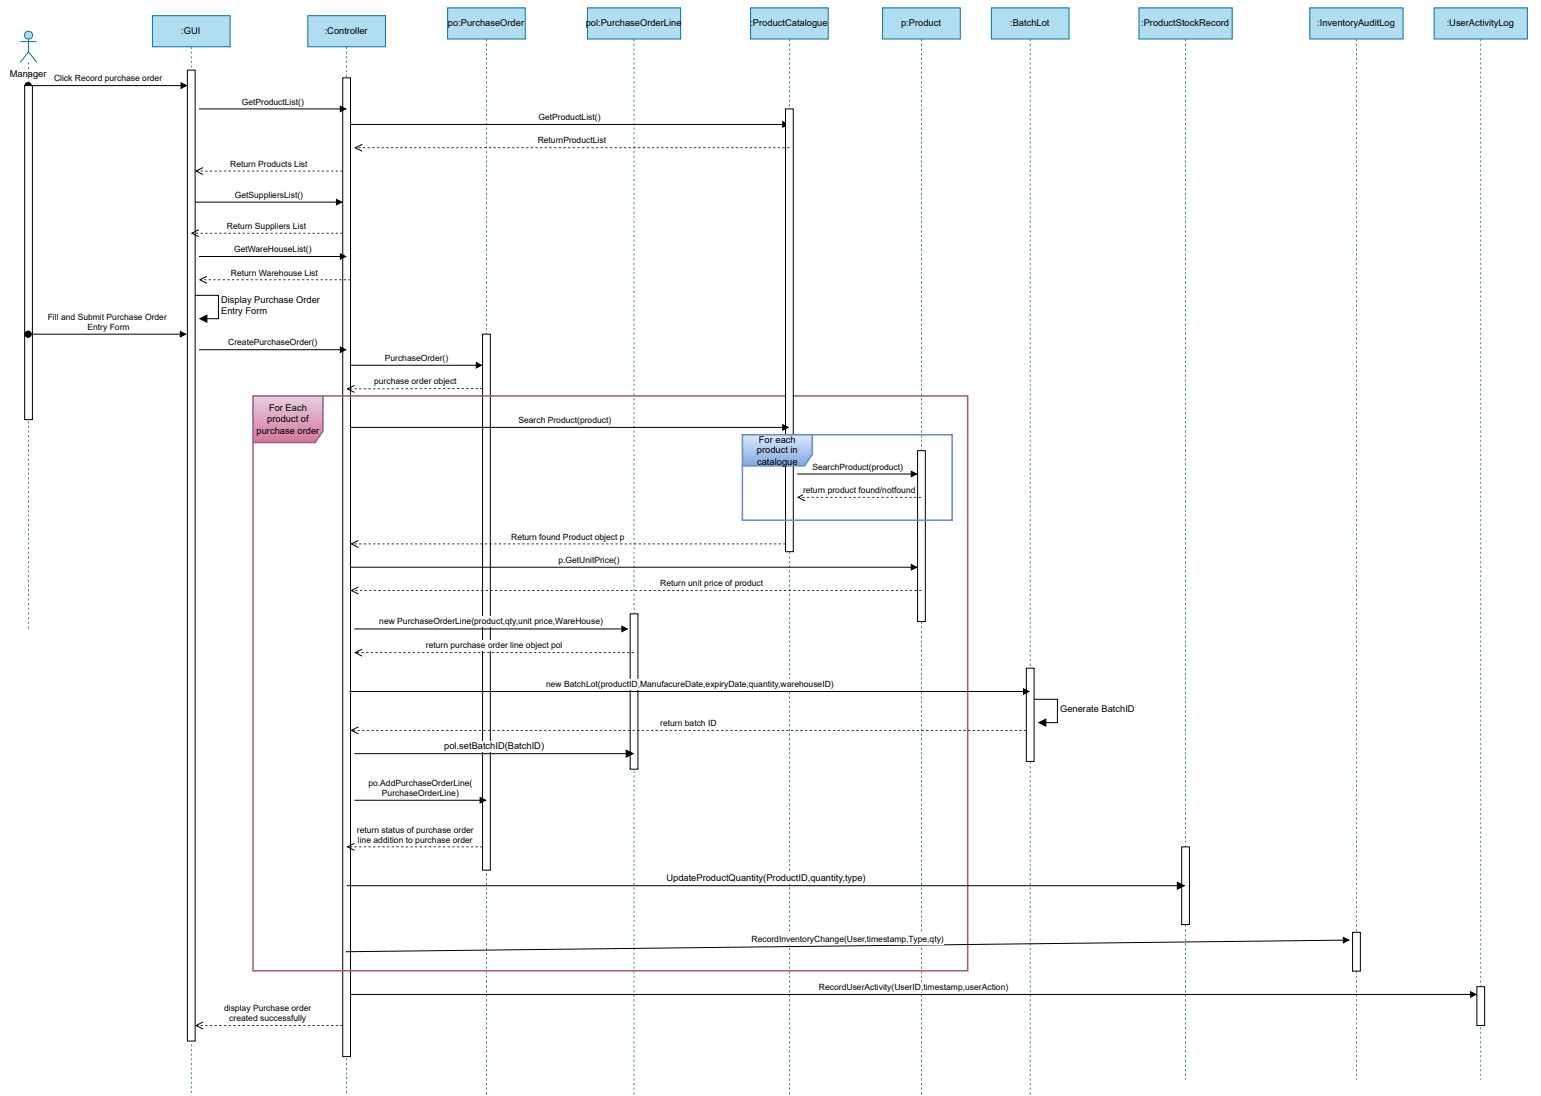 :GUI
:Controller
po:PurchaseOrder
pol:PurchaseOrderLine
:ProductCatalogue
p:Product
:BatchLot
:ProductStockRecord
:InventoryAuditLog
:UserActivityLog
Manager
Click Record purchase order
GetProductList()
GetProductList()
ReturnProductList
Return Products List
GetSuppliersList()
Return Suppliers List
GetWareHouseList()
Return Warehouse List
Display Purchase Order
Entry Form
Fill and Submit Purchase Order
Entry Form
CreatePurchaseOrder()
PurchaseOrder()
purchase order object
For Each
product of
purchase order
Search Product(product)
For each
product in
catalogue
SearchProduct(product)
return product found/notfound
Return found Product object p
p.GetUnitPrice()
Return unit price of product
new PurchaseOrderLine(product,qty,unit price,WareHouse)
return purchase order line object pol
new BatchLot(productID,ManufacureDate,expiryDate,quantity,warehouseID)
Generate BatchID
return batch ID
pol.setBatchID(BatchID)
po.AddPurchaseOrderLine(
PurchaseOrderLine)
return status of purchase order
line addition to purchase order
UpdateProductQuantity(ProductID,quantity,type)
RecordInventoryChange(User,timestamp,Type,qty)
RecordUserActivity(UserID,timestamp,userAction)
display Purchase order
created successfully